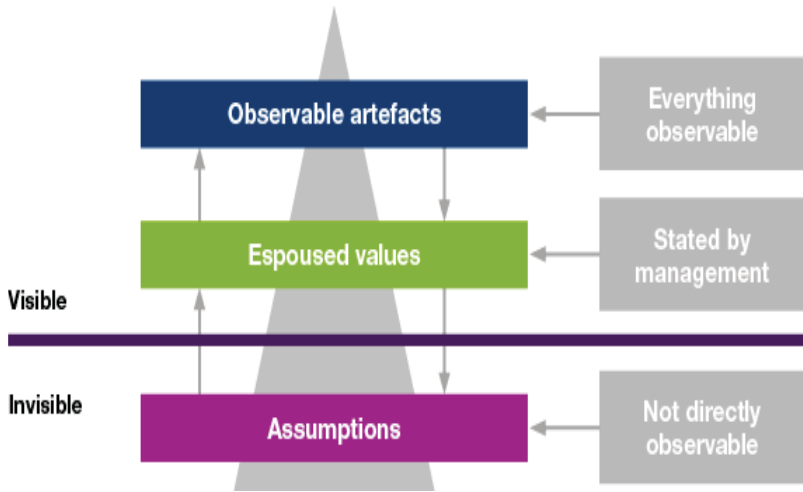 Observable artefacts
Everything
observable
Espoused values
Stated by
management
Visible
Invisible
Assumptions
Not directly
observable